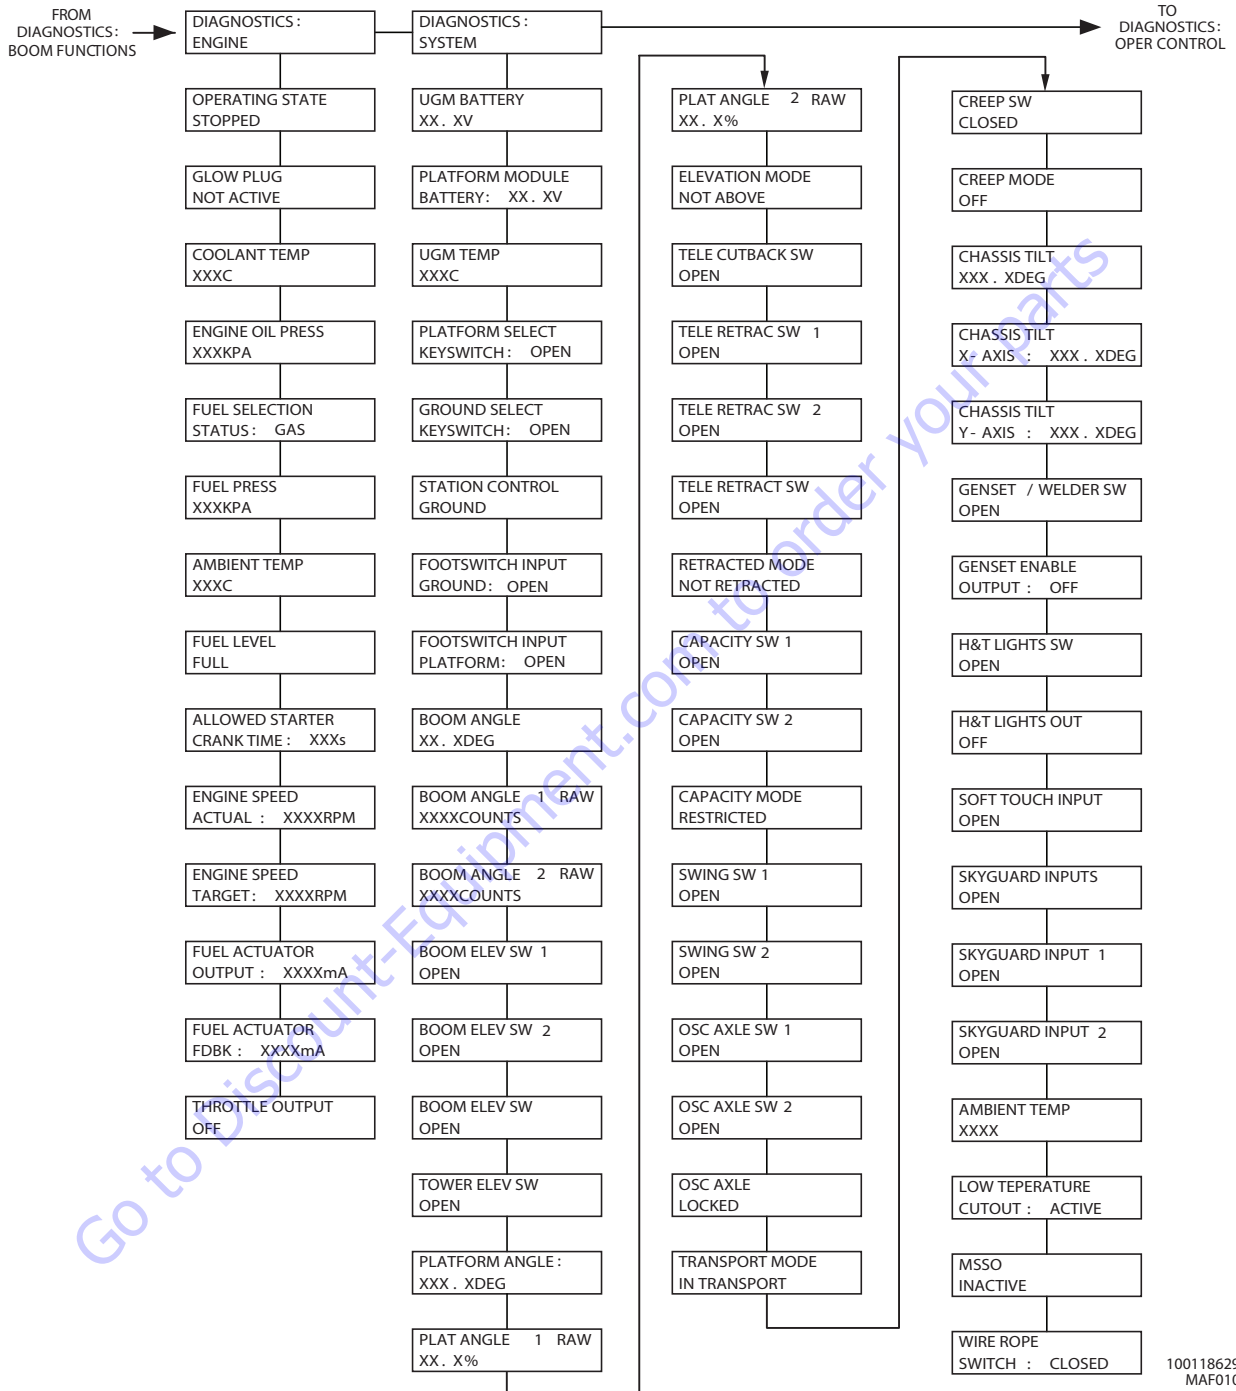 FROM
DIAGNOSTICS:
BOOM FUNCTIONS
DIAGNOSTICS:
ENGINE
OPERATING STATE
STOPPED
GLOW PLUG
NOT ACTIVE
COOLANT TEMP
XXXC
ENGINE OIL PRESS
XXXKPA
FUEL SELECTION
STATUS: GAS
FUEL PRESS
XXXKPA
AMBIENT TEMP
XXXC
FUEL LEVEL
FULL
ALLOWED STARTER
CRANK TIME: XXXs
ENGINE SPEED
ACTUAL : XXXXRPM
ENGINE SPEED
TARGET: XXXXRPM
FUEL ACTUATOR
OUTPUT : XXXXmA
FUEL ACTUATOR
FDBK : XXXXmA
THROTTLE OUTPUT
OFF
DIAGNOSTICS:
SYSTEM
UGM BATTERY
XX. XV
PLATFORM MODULE
BATTERY: XX. XV
UGM TEMP
XXXC
PLATFORM SELECT
KEYSWITCH: OPEN
GROUND SELECT
KEYSWITCH: OPEN
STATION CONTROL
GROUND
FOOTSWITCH INPUT
GROUND: OPEN
FOOTSWITCH INPUT
PLATFORM: OPEN
BOOM ANGLE
XX. XDEG
BOOM ANGLE 1 RAW
XXXXCOUNTS
BOOM ANGLE 2 RAW
XXXXCOUNTS
BOOM ELEV SW 1
OPEN
BOOM ELEV SW 2
OPEN
BOOM ELEV SW
OPEN
TOWER ELEV SW
OPEN
PLATFORM ANGLE:
XXX. XDEG
PLAT ANGLE 1 RAW
XX. X%
PLAT ANGLE 2 RAW
XX. X%
ELEVATION MODE
NOT ABOVE
TELE CUTBACK SW
OPEN
TELE RETRAC SW 1
OPEN
TELE RETRAC SW 2
OPEN
TELE RETRACT SW
OPEN
RETRACTED MODE
NOT RETRACTED
CAPACITY SW 1
OPEN
CAPACITY SW 2
OPEN
CAPACITY MODE
RESTRICTED
SWING SW 1
OPEN
SWING SW 2
OPEN
OSC AXLE SW 1
OPEN
OSC AXLE SW 2
OPEN
OSC AXLE
LOCKED
TRANSPORT MODE
IN TRANSPORT
CREEP SW
CLOSED
CREEP MODE
OFF
CHASSIS TILT
XXX. XDEG
CHASSIS TILT
X- AXIS : XXX. XDEG
CHASSIS TILT
Y- AXIS : XXX. XDEG
GENSET / WELDER SW
OPEN
GENSET ENABLE
OUTPUT : OFF
H&T LIGHTS SW
OPEN
H&T LIGHTS OUT
OFF
SOFT TOUCH INPUT
OPEN
SKYGUARD INPUTS
OPEN
SKYGUARD INPUT 1
OPEN
SKYGUARD INPUT 2
OPEN
AMBIENT TEMP
XXXX
LOW TEPERATURE
CUTOUT : ACTIVE
MSSO
INACTIVE
WIRE ROPE
SWITCH : CLOSED
TO
DIAGNOSTICS:
OPER CONTROL
Go to Discount-Equipment.com to order your parts
100118629
MAF010